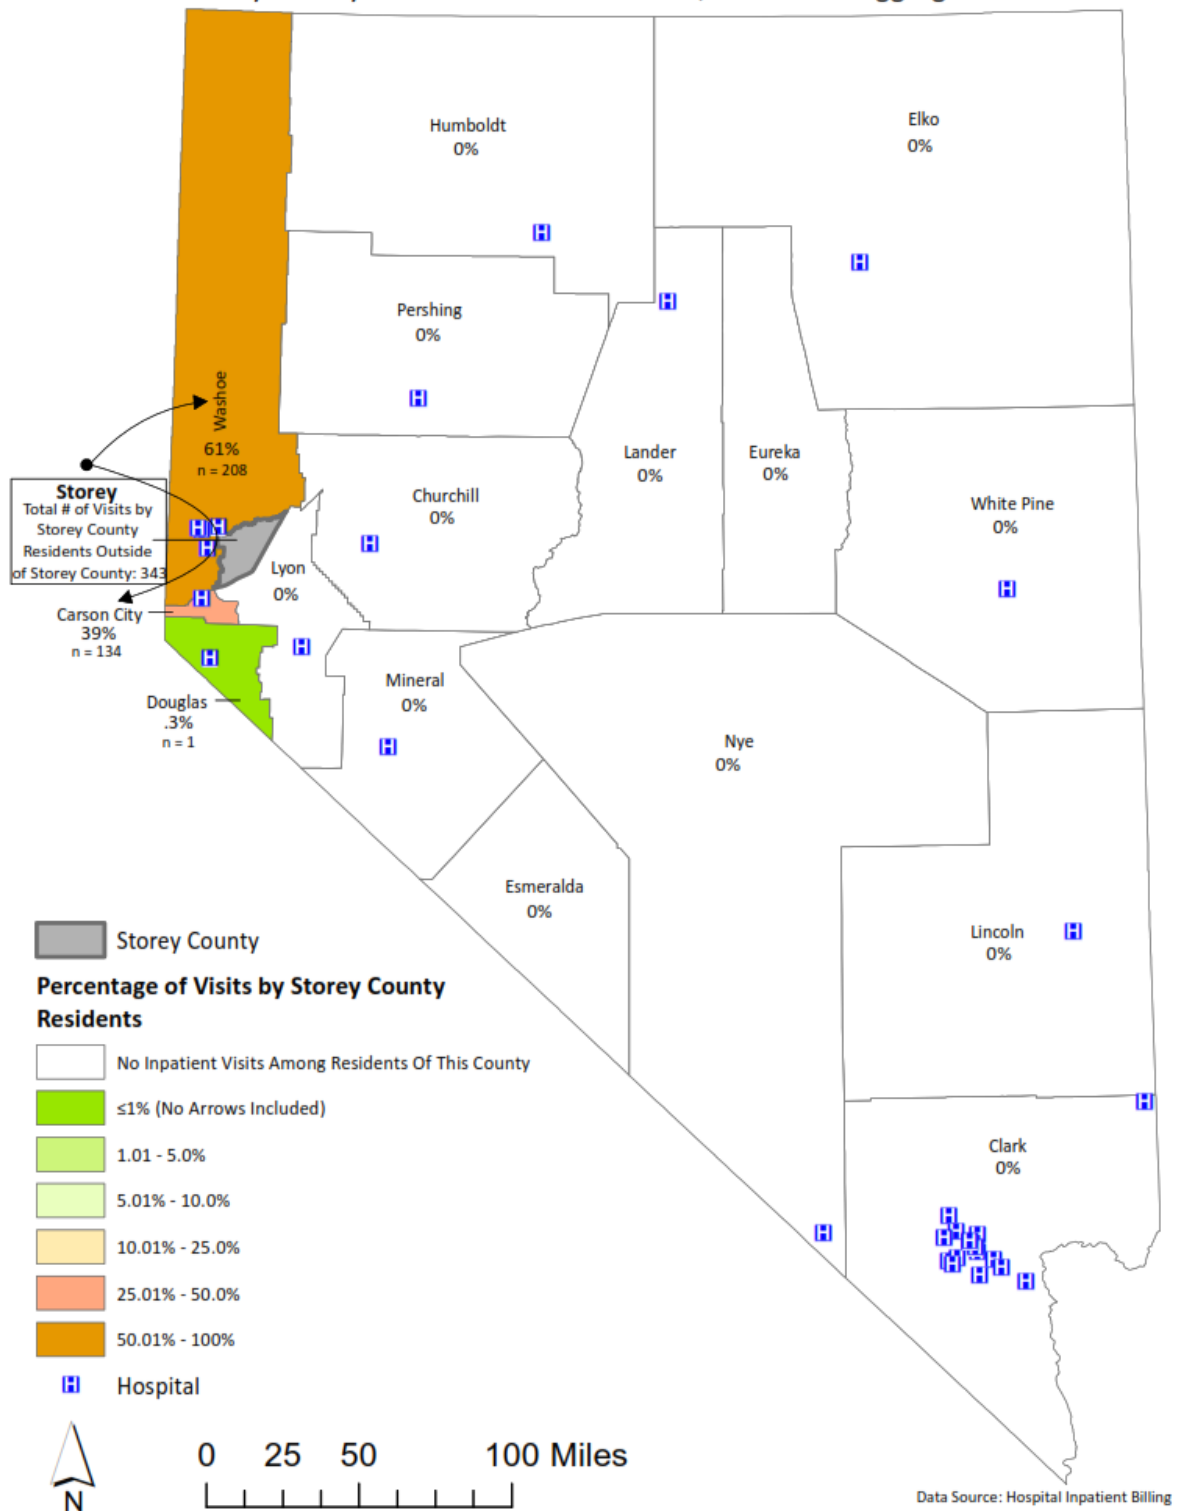 Humboldt
0%
Elko
0%
Pershing
0%
Washoe
61%
n = 208
Lander
0%
Eureka
0%
Churchill
0%
White Pine
0%
Storey
Total # of Visits by
Storey County
Residents Outside
of Storey County: 343
Lyon
0%
Carson City
39%
n = 134
Mineral
0%
Douglas
.3%
n = 1
Nye
0%
Esmeralda
0%
Lincoln
0%
Clark
0%
Storey County
Percentage of Visits by Storey County
Residents
No Inpatient Visits Among Residents Of This County
≤1% (No Arrows Included)
1.01 - 5.0%
5.01% - 10.0%
10.01% - 25.0%
25.01% - 50.0%
50.01% - 100%
H Hospital
N
0 25 50 100 Miles
Data Source: Hospital Inpatient Billing